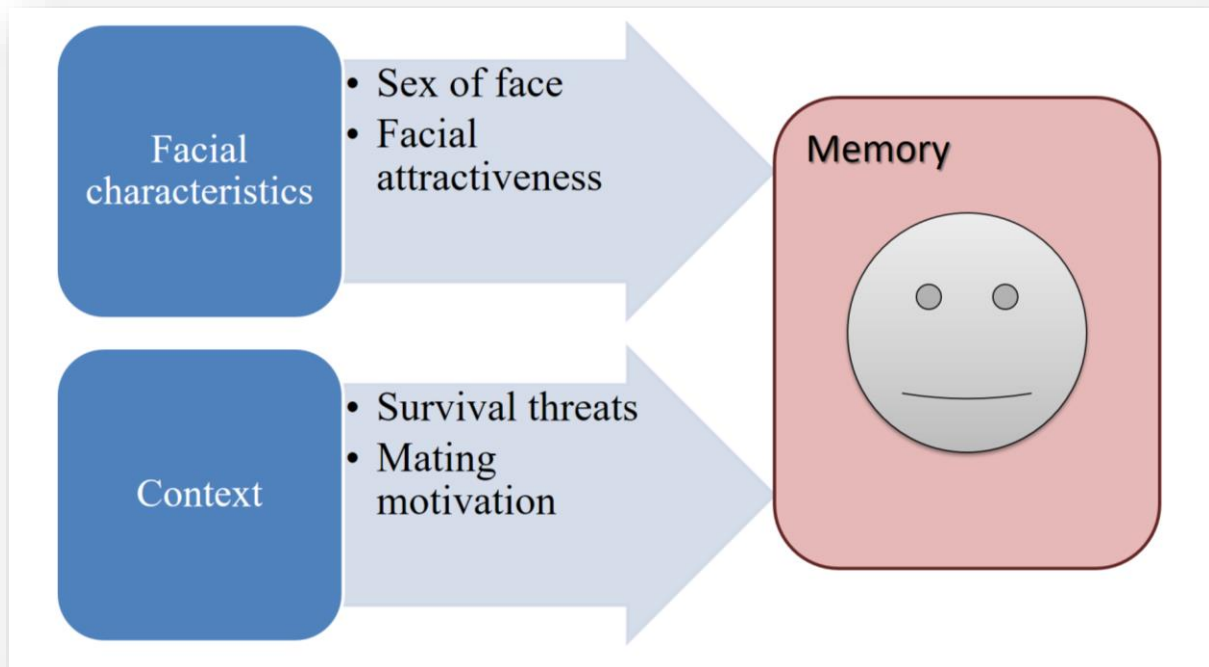 Facial
characteristics
• Sex of face
• Facial
attractiveness
Memory
Context
• Survival threats
• Mating
motivation